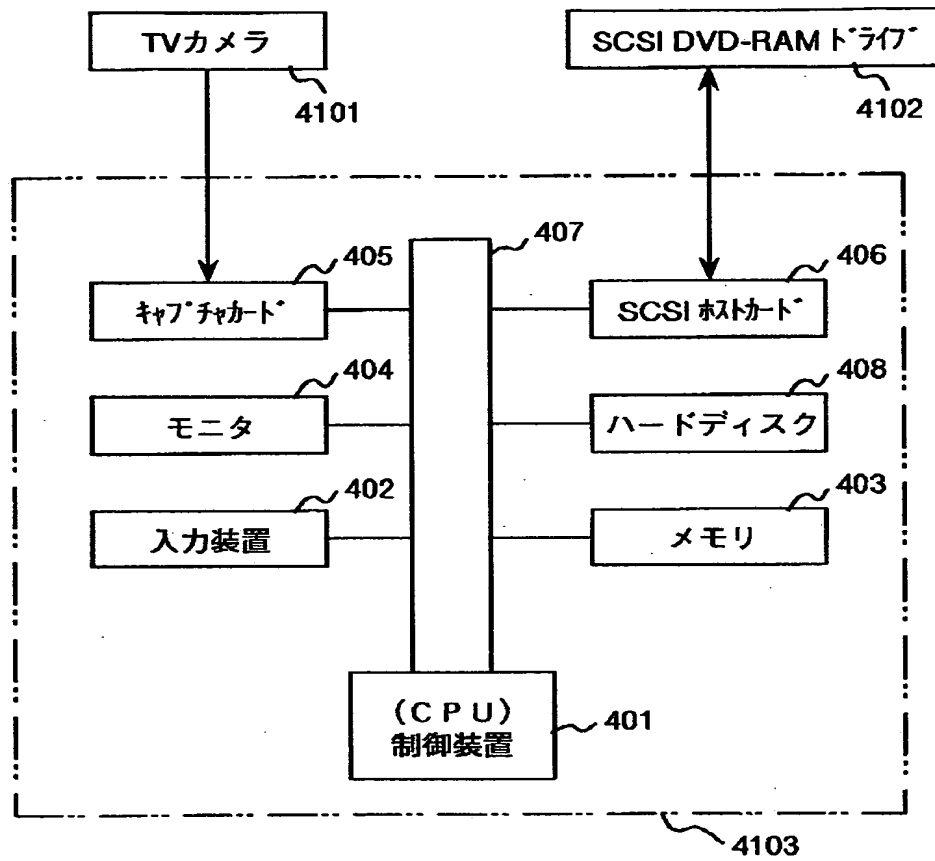 TVカメラ
4101
SCSI DVD-RAM ﾄﾞﾗｲﾌﾞ
4102
407
405
ｷｬﾌﾟﾁｬｶｰﾄﾞ
406
SCSI ﾎｽﾄｶｰﾄﾞ
404
モニタ
408
ハードディスク
402
入力装置
403
メモリ
(CPU)
制御装置
401
4103